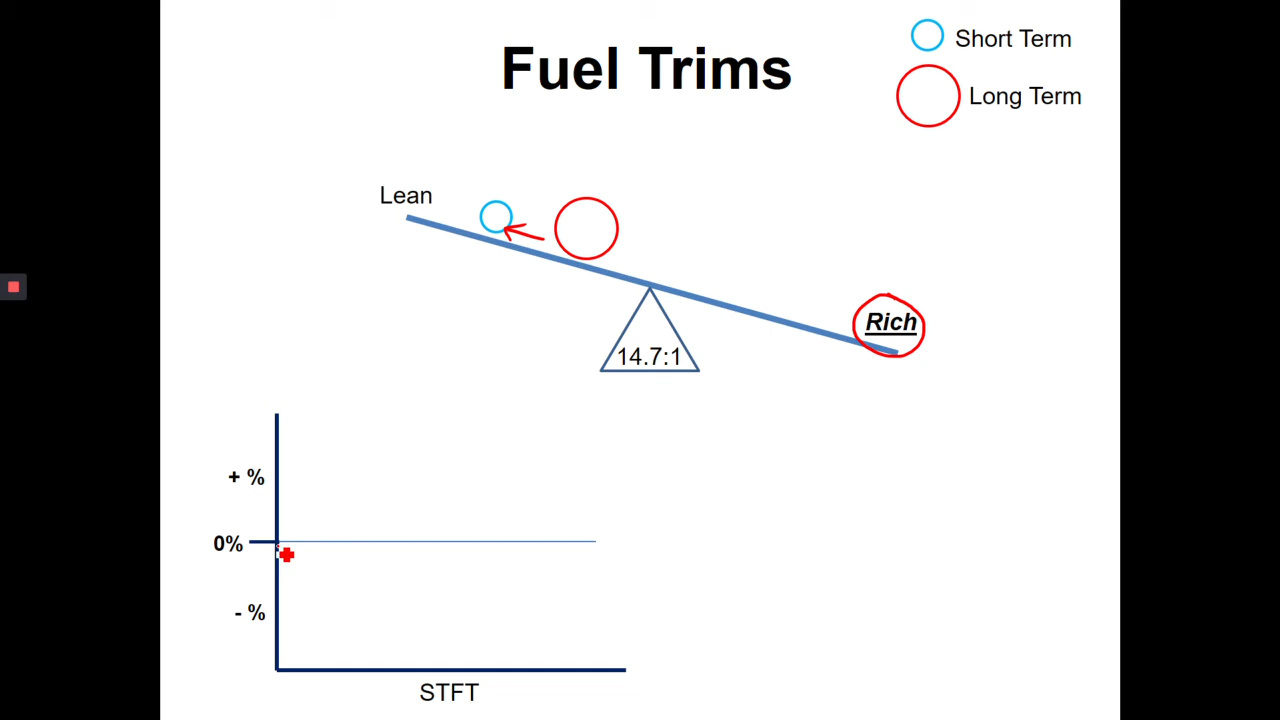 Fuel Trims
Short Term
Long Term
Lean
Rich
14.7:1
+ %
0%
- %
STFT